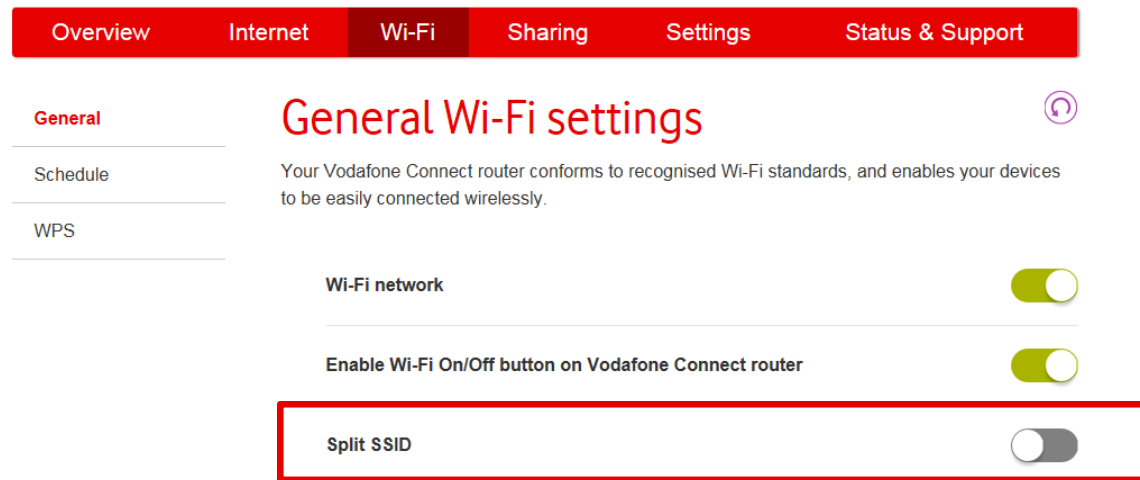 Overview Internet Wi-Fi Sharing Settings Status & Support
General
Schedule
WPS
General Wi-Fi settings
Your Vodafone Connect router conforms to recognised Wi-Fi standards, and enables your devices
to be easily connected wirelessly.
Wi-Fi network
Enable Wi-Fi On/Off button on Vodafone Connect router
Split SSID